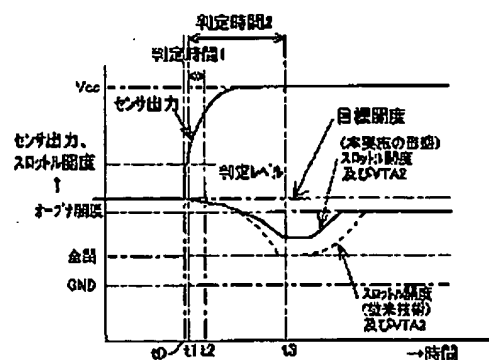 判定時間2
判定時間1
Vcc
センサ出力
センサ出力、
スロットル開度
目標開度
(本実施の形態)
スロットル開度
及びVTA2
判定レベル
オープナ開度
全閉
GND
スロットル開度
(従来技術)
及びVTA2
t0
t1
t2
t3
→時間